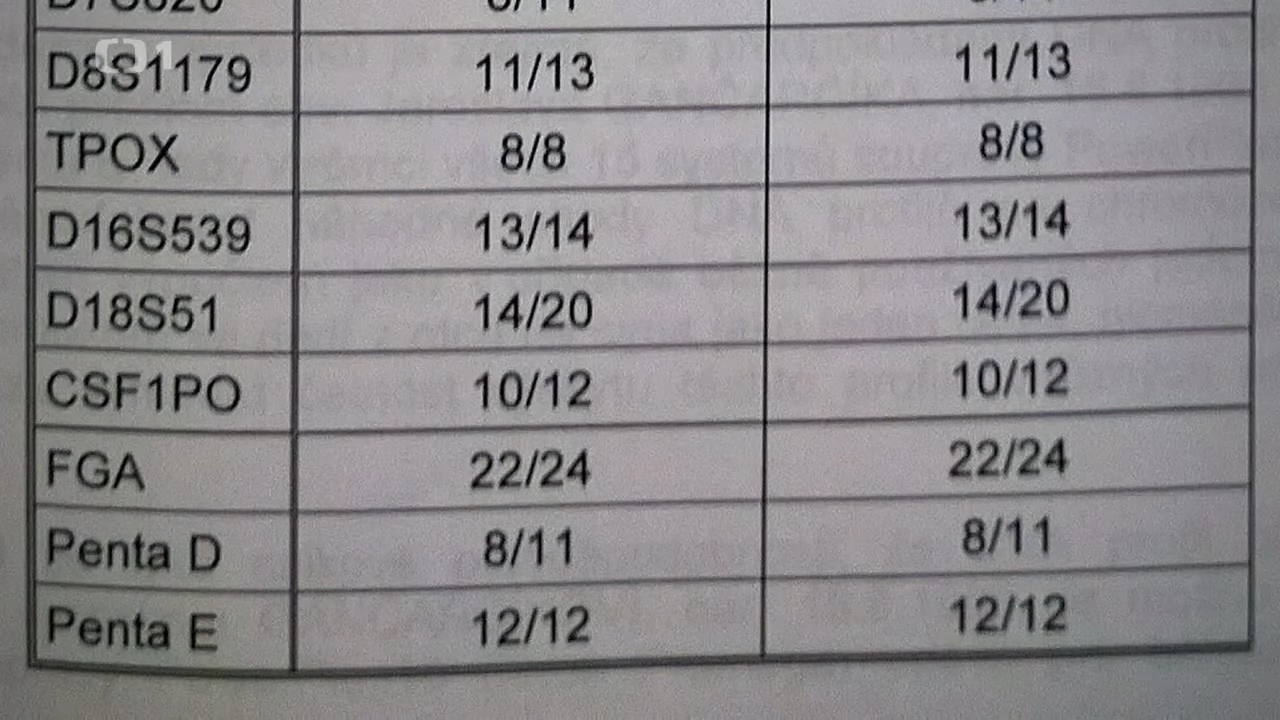 D8S1179 11/13 11/13
TPOX 8/8 8/8
D16S539 13/14 13/14
D18S51 14/20 14/20
CSF1PO 10/12 10/12
FGA 22/24 22/24
Penta D 8/11 8/11
Penta E 12/12 12/12